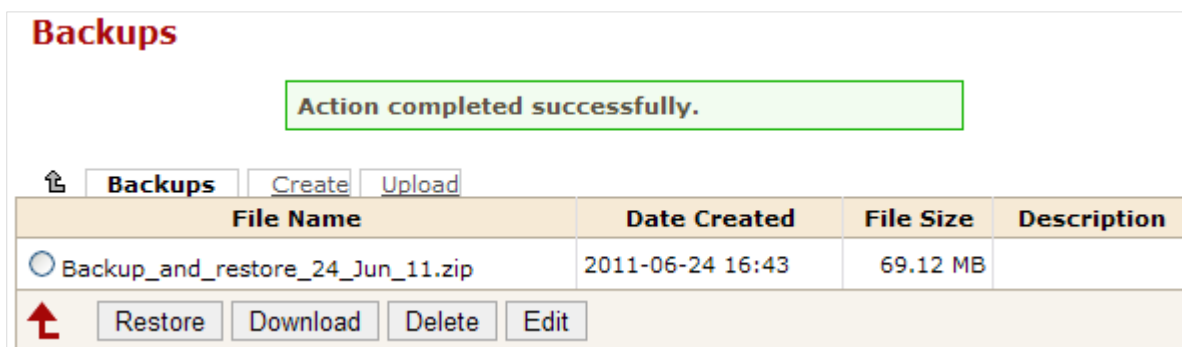 Backups
Action completed successfully.
Backups Create Upload
File Name Date Created File Size Description
Backup_and_restore_24_Jun_11.zip 2011-06-24 16:43 69.12 MB
Restore Download Delete Edit